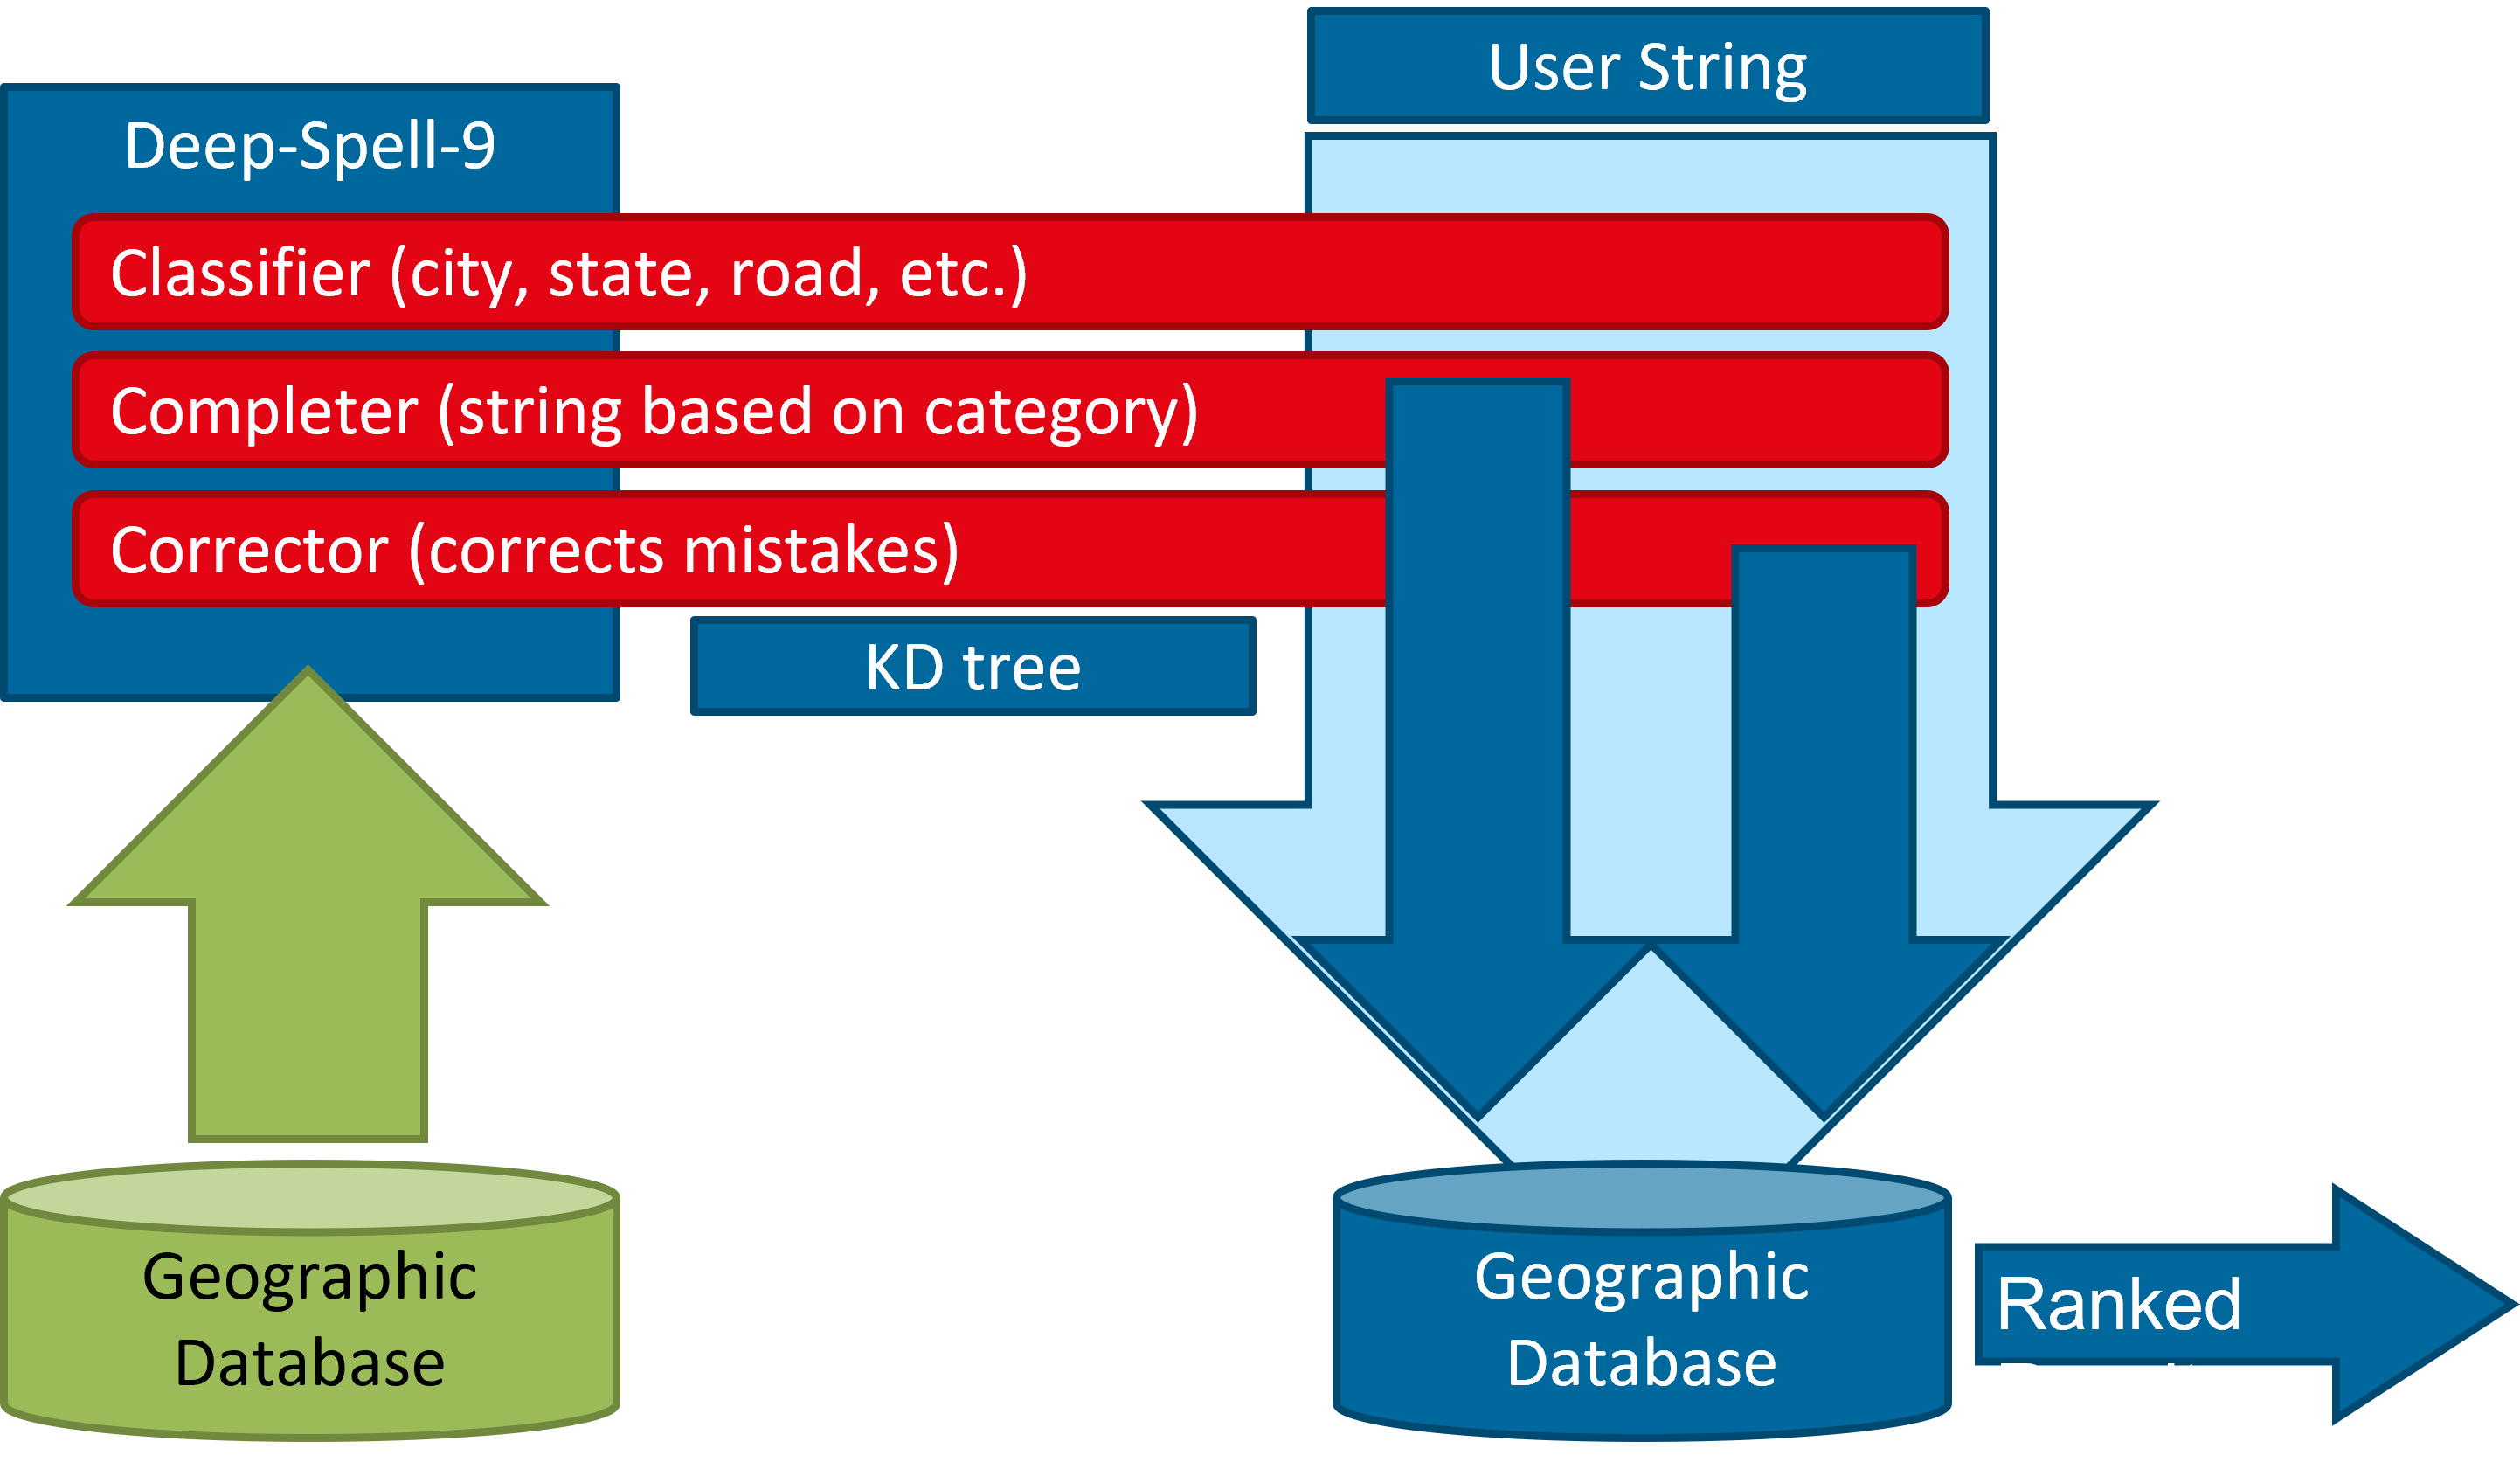 User String
Deep-Spell-9
Classifier (city, state, road, etc.)
Completer (string based on category)
Corrector (corrects mistakes)
KD tree
Geographic
Database
Geographic
Database
Ranked